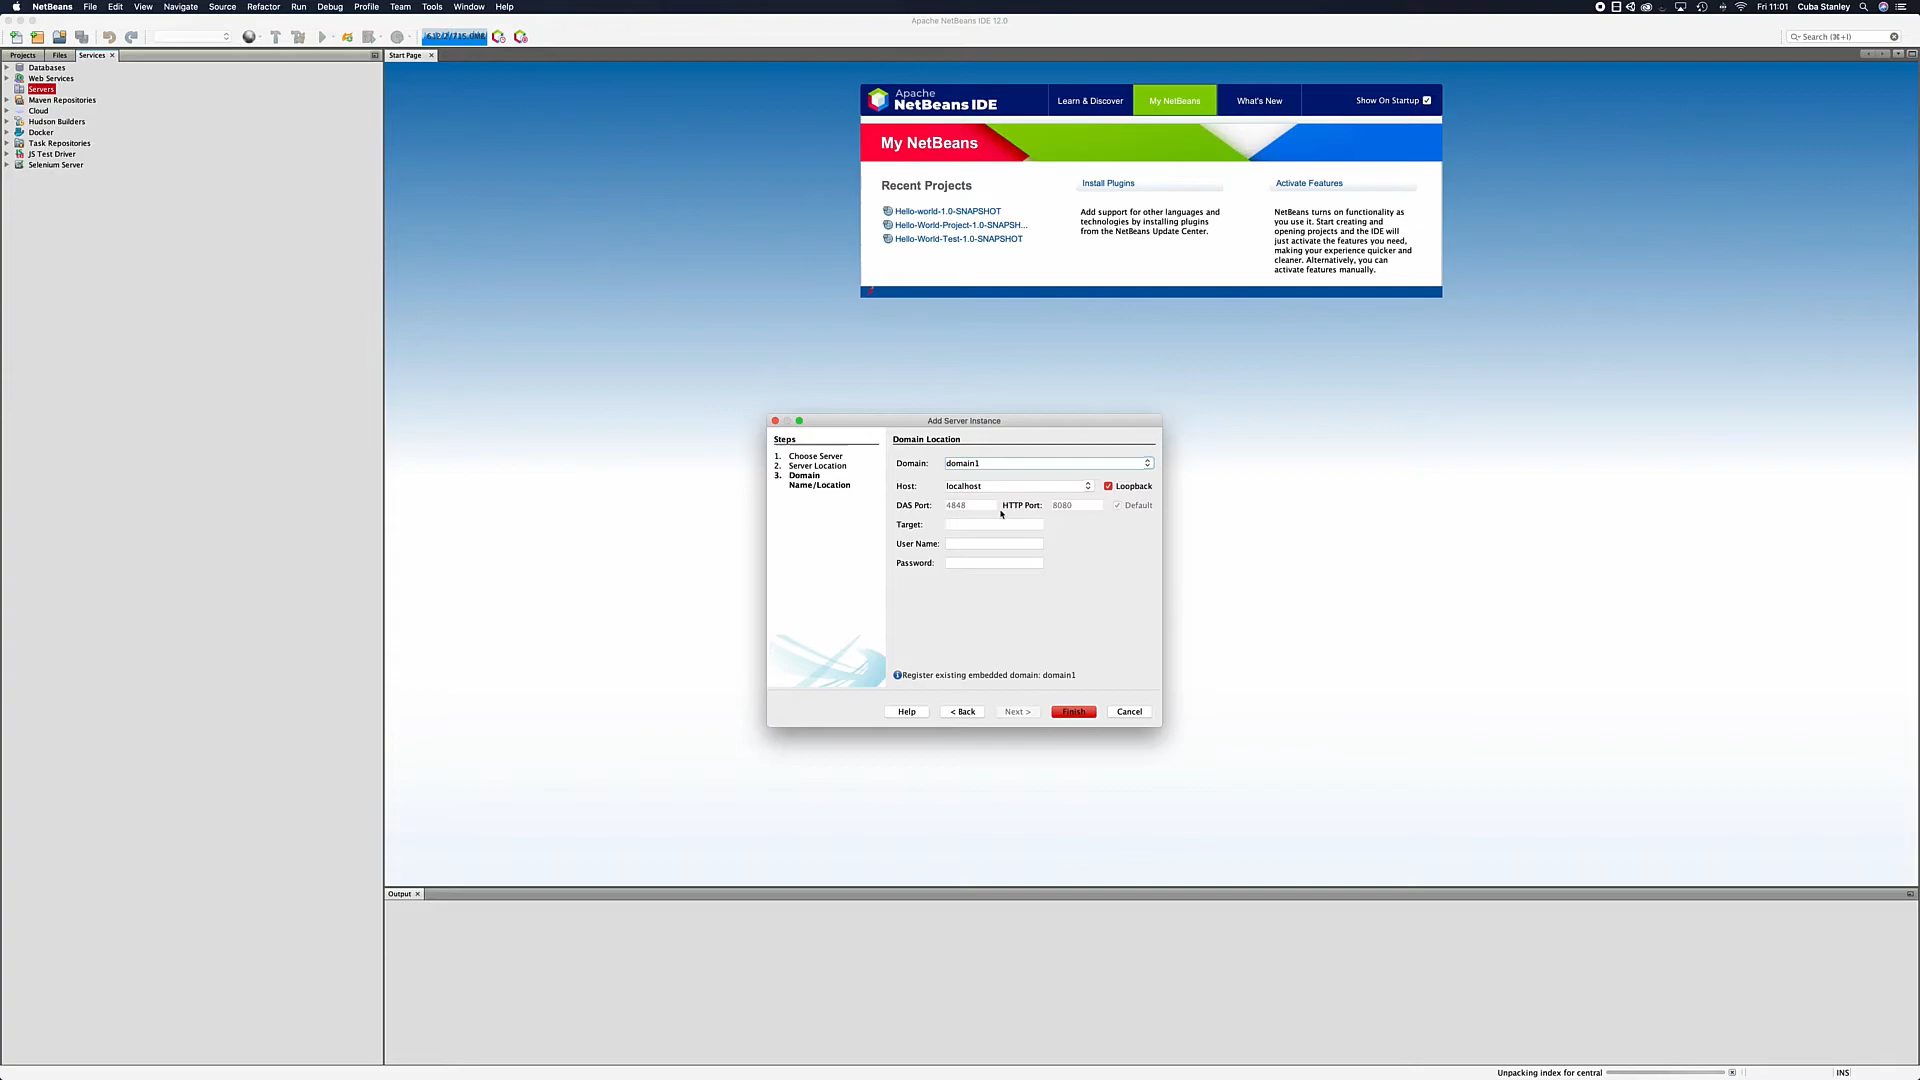 NetBeans File Edit View Navigate Source Refactor Run Debug Profile Team Tools Window Help Fri 11:01 Cuba Stanley
Apache NetBeans IDE 12.0
Search (⌘+I)
Projects Files Services
Start Page
Databases
Web Services
Servers
Maven Repositories
Cloud
Hudson Builders
Docker
Task Repositories
JS Test Driver
Selenium Server
Apache
NetBeans IDE
Learn & Discover My NetBeans What's New Show On Startup
My NetBeans
Recent Projects
Hello-world-1.0-SNAPSHOT
Hello-World-Project-1.0-SNAPSH...
Hello-World-Test-1.0-SNAPSHOT
Install Plugins
Add support for other languages and
technologies by installing plugins
from the NetBeans Update Center.
Activate Features
NetBeans turns on functionality as
you use it. Start creating and
opening projects and the IDE will
just activate the features you need,
making your experience quicker and
cleaner. Alternatively, you can
activate features manually.
Add Server Instance
Steps
1. Choose Server
2. Server Location
3. Domain
Name/Location
Domain Location
Domain: domain1
Host: localhost Loopback
DAS Port: 4848 HTTP Port: 8080 Default
Target:
User Name:
Password:
Register existing embedded domain: domain1
Help < Back Next > Finish Cancel
Output
Unpacking index for central
INS